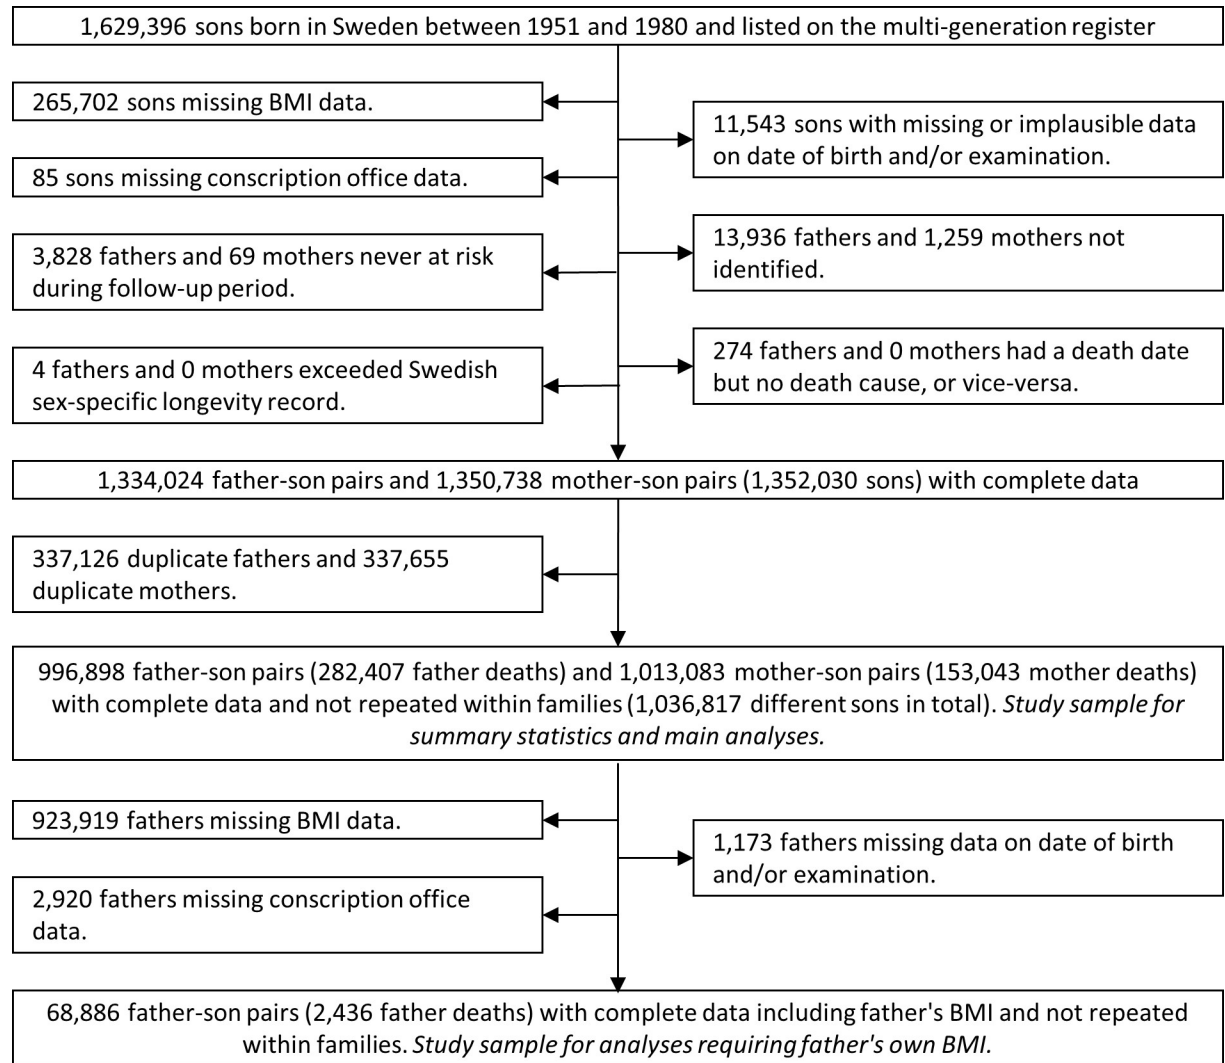 1,629,396 sons born in Sweden between 1951 and 1980 and listed on the multi-generation register
265,702 sons missing BMI data.
11,543 sons with missing or implausible data
on date of birth and/or examination.
85 sons missing conscription office data.
13,936 fathers and 1,259 mothers not
identified.
3,828 fathers and 69 mothers never at risk
during follow-up period.
274 fathers and 0 mothers had a death date
but no death cause, or vice-versa.
4 fathers and 0 mothers exceeded Swedish
sex-specific longevity record.
1,334,024 father-son pairs and 1,350,738 mother-son pairs (1,352,030 sons) with complete data
337,126 duplicate fathers and 337,655
duplicate mothers.
996,898 father-son pairs (282,407 father deaths) and 1,013,083 mother-son pairs (153,043 mother deaths)
with complete data and not repeated within families (1,036,817 different sons in total). Study sample for
summary statistics and main analyses.
923,919 fathers missing BMI data.
1,173 fathers missing data on date of birth
and/or examination.
2,920 fathers missing conscription office
data.
68,886 father-son pairs (2,436 father deaths) with complete data including father's BMI and not repeated
within families. Study sample for analyses requiring father's own BMI.